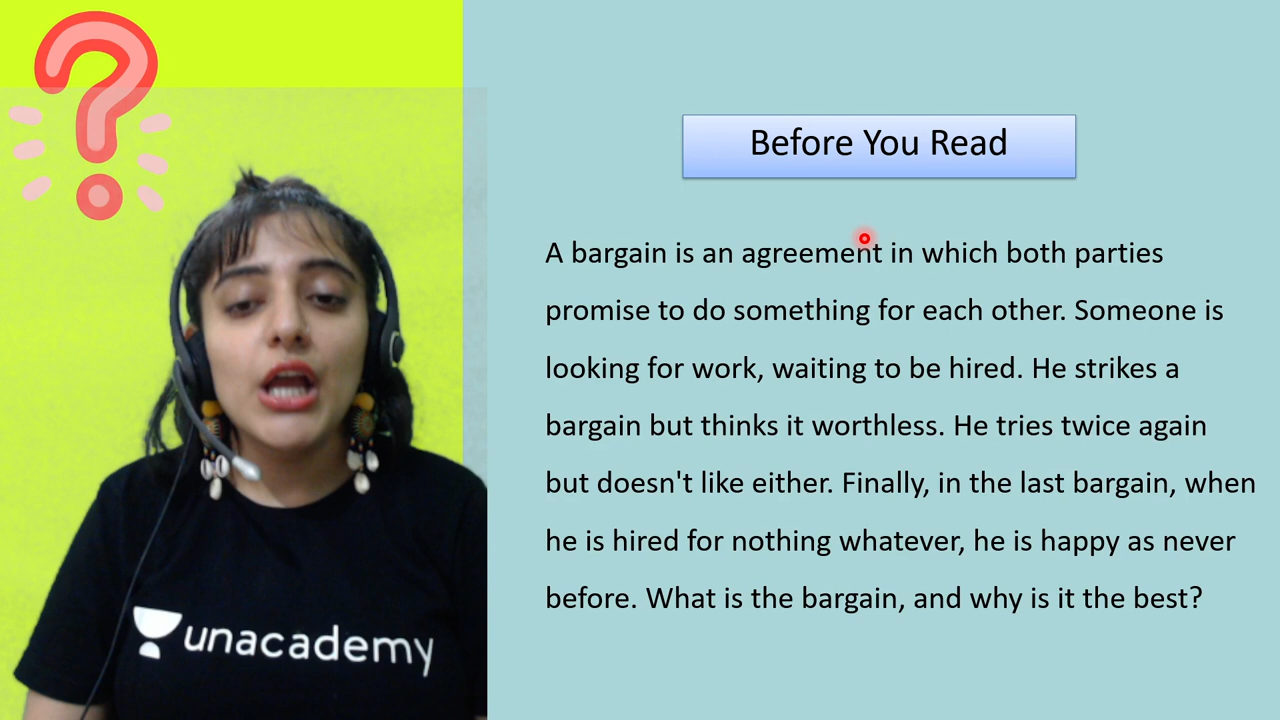 Before You Read
A bargain is an agreement in which both parties
promise to do something for each other. Someone is
looking for work, waiting to be hired. He strikes a
bargain but thinks it worthless. He tries twice again
but doesn't like either. Finally, in the last bargain, when
he is hired for nothing whatever, he is happy as never
before. What is the bargain, and why is it the best?
unacademy